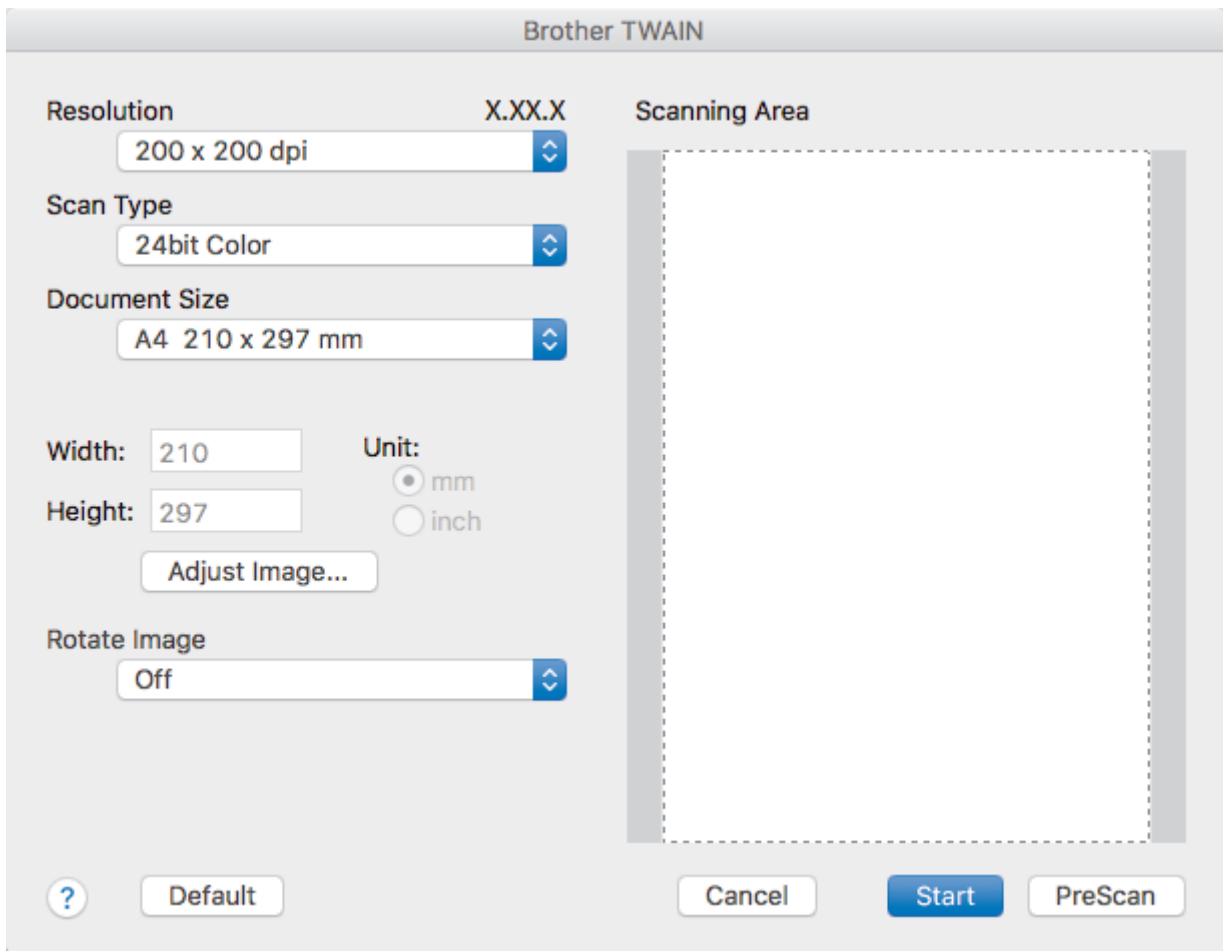 Brother TWAIN
Resolution X.XX.X
200 x 200 dpi
Scan Type
24bit Color
Document Size
A4 210 x 297 mm
Width: 210
Height: 297
Unit:
mm
inch
Adjust Image...
Rotate Image
Off
Scanning Area
? Default Cancel Start PreScan